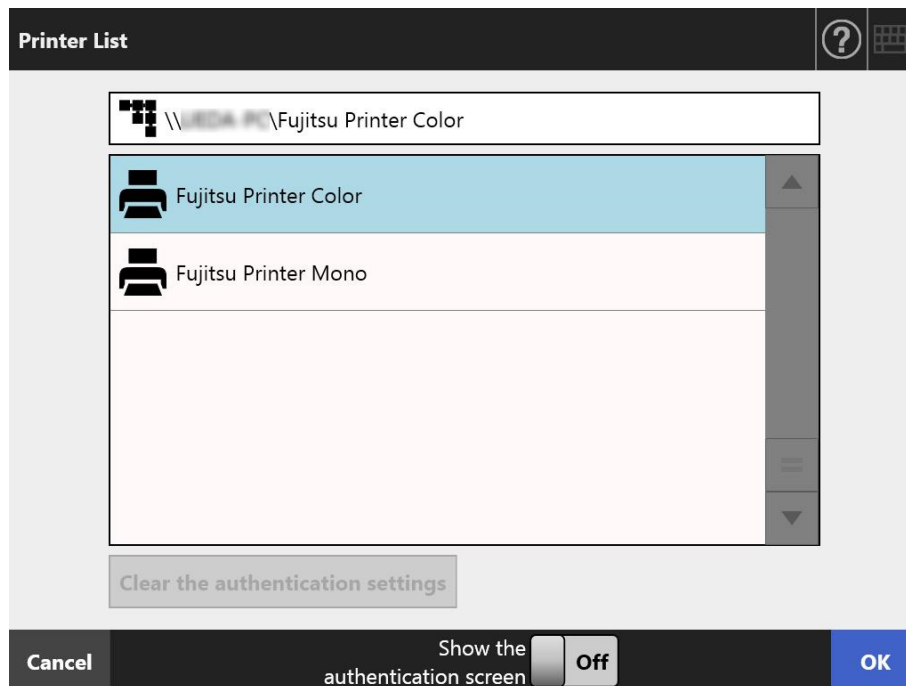 Printer List
\\ \Fujitsu Printer Color
Fujitsu Printer Color
Fujitsu Printer Mono
Clear the authentication settings
Cancel
Show the
authentication screen
Off
OK